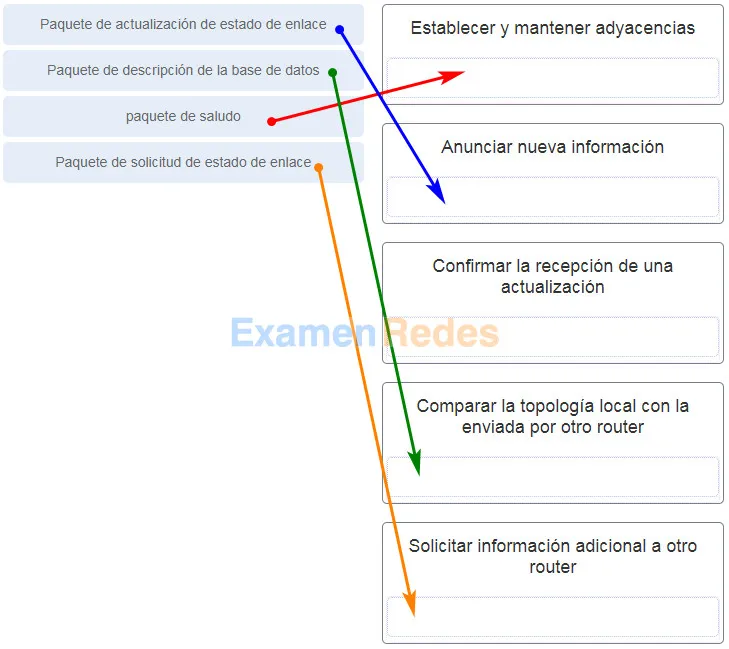 Paquete de actualización de estado de enlace
Paquete de descripción de la base de datos
paquete de saludo
Paquete de solicitud de estado de enlace
Establecer y mantener adyacencias
Anunciar nueva información
Confirmar la recepción de una
actualización
ExamenRedes
Comparar la topología local con la
enviada por otro router
Solicitar información adicional a otro
router